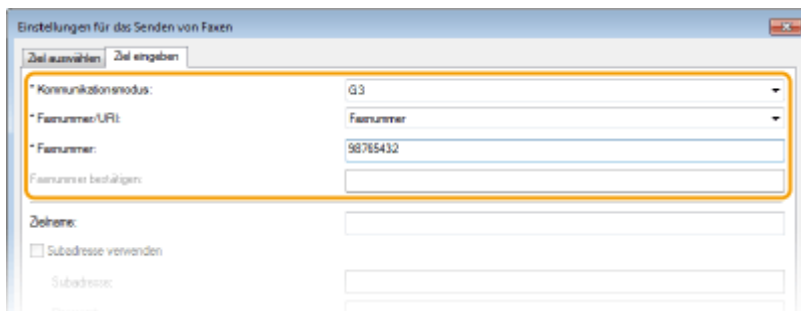 Einstellungen für das Senden von Faxen
Ziel auswählen Ziel eingeben
* Kommunikationsmodus: G3
* Faxnummer/URI: Faxnummer
* Faxnummer: 98765432
Faxnummer bestätigen:
Zielname:
Subadresse verwenden
Subadresse: